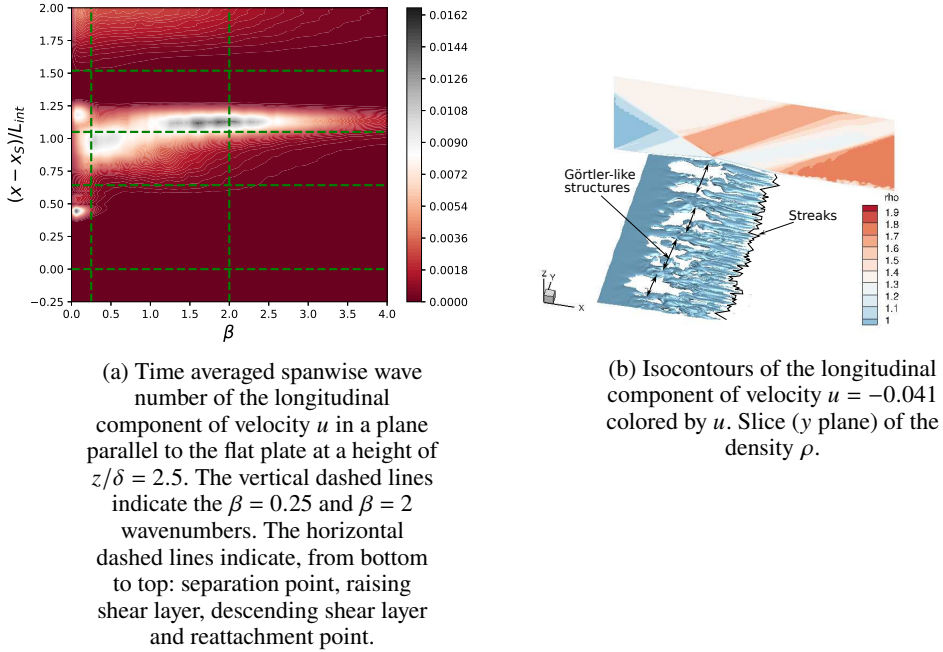 2.00
1.75
1.50
1.25
1.00
0.75
0.50
0.25
0.00
−0.25
(x − x_S)/L_int
0.0 0.5 1.0 1.5 2.0 2.5 3.0 3.5 4.0
β
0.0162
0.0144
0.0126
0.0108
0.0090
0.0072
0.0054
0.0036
0.0018
0.0000
Görtler-like
structures
Streaks
rho
1.9
1.8
1.7
1.6
1.5
1.4
1.3
1.2
1.1
1
Z
Y
X
(a) Time averaged spanwise wave
number of the longitudinal
component of velocity u in a plane
parallel to the flat plate at a height of
z/δ = 2.5. The vertical dashed lines
indicate the β = 0.25 and β = 2
wavenumbers. The horizontal
dashed lines indicate, from bottom
to top: separation point, raising
shear layer, descending shear layer
and reattachment point.
(b) Isocontours of the longitudinal
component of velocity u = −0.041
colored by u. Slice (y plane) of the
density ρ.